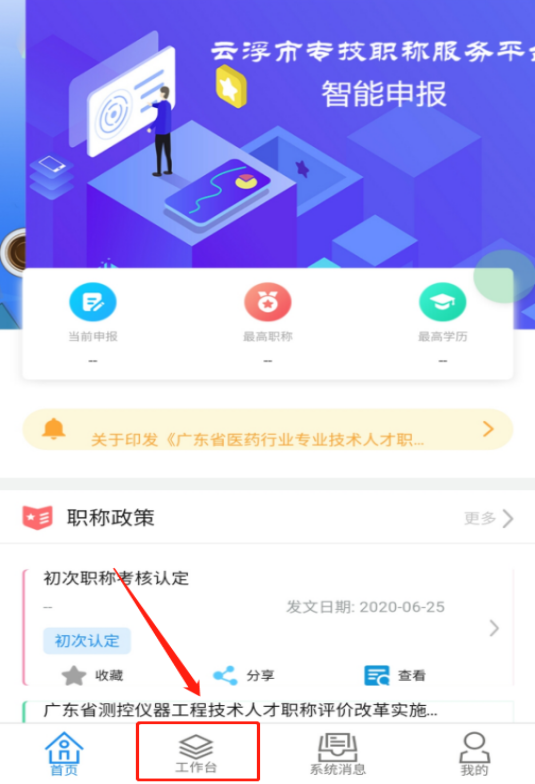 云浮市专技职称服务平
智能申报
当前申报
最高职称
最高学历
--
--
--
关于印发《广东省医药行业专业技术人才职...
职称政策
更多
初次职称考核认定
--
发文日期: 2020-06-25
初次认定
收藏
分享
查看
广东省测控仪器工程技术人才职称评价改革实施...
首页
工作台
系统消息
我的